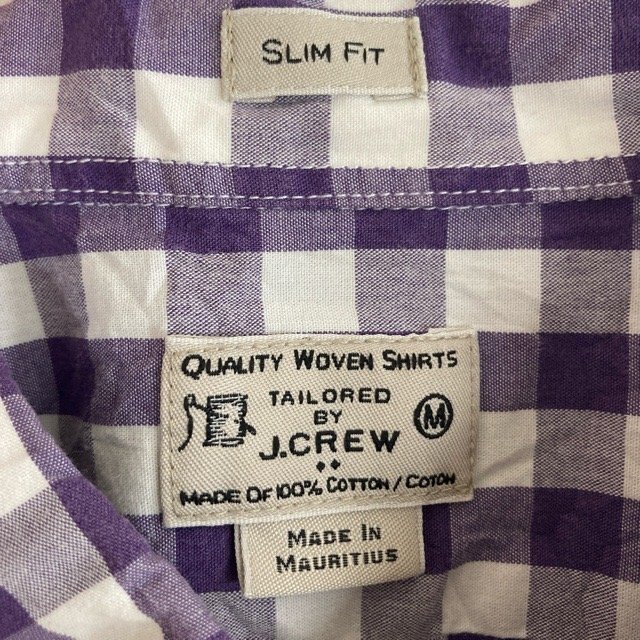 SLIM FIT
QUALITY WOVEN SHIRTS
TAILORED
BY
J.CREW
M
MADE OF 100% COTTON / COTON
MADE IN
MAURITIUS